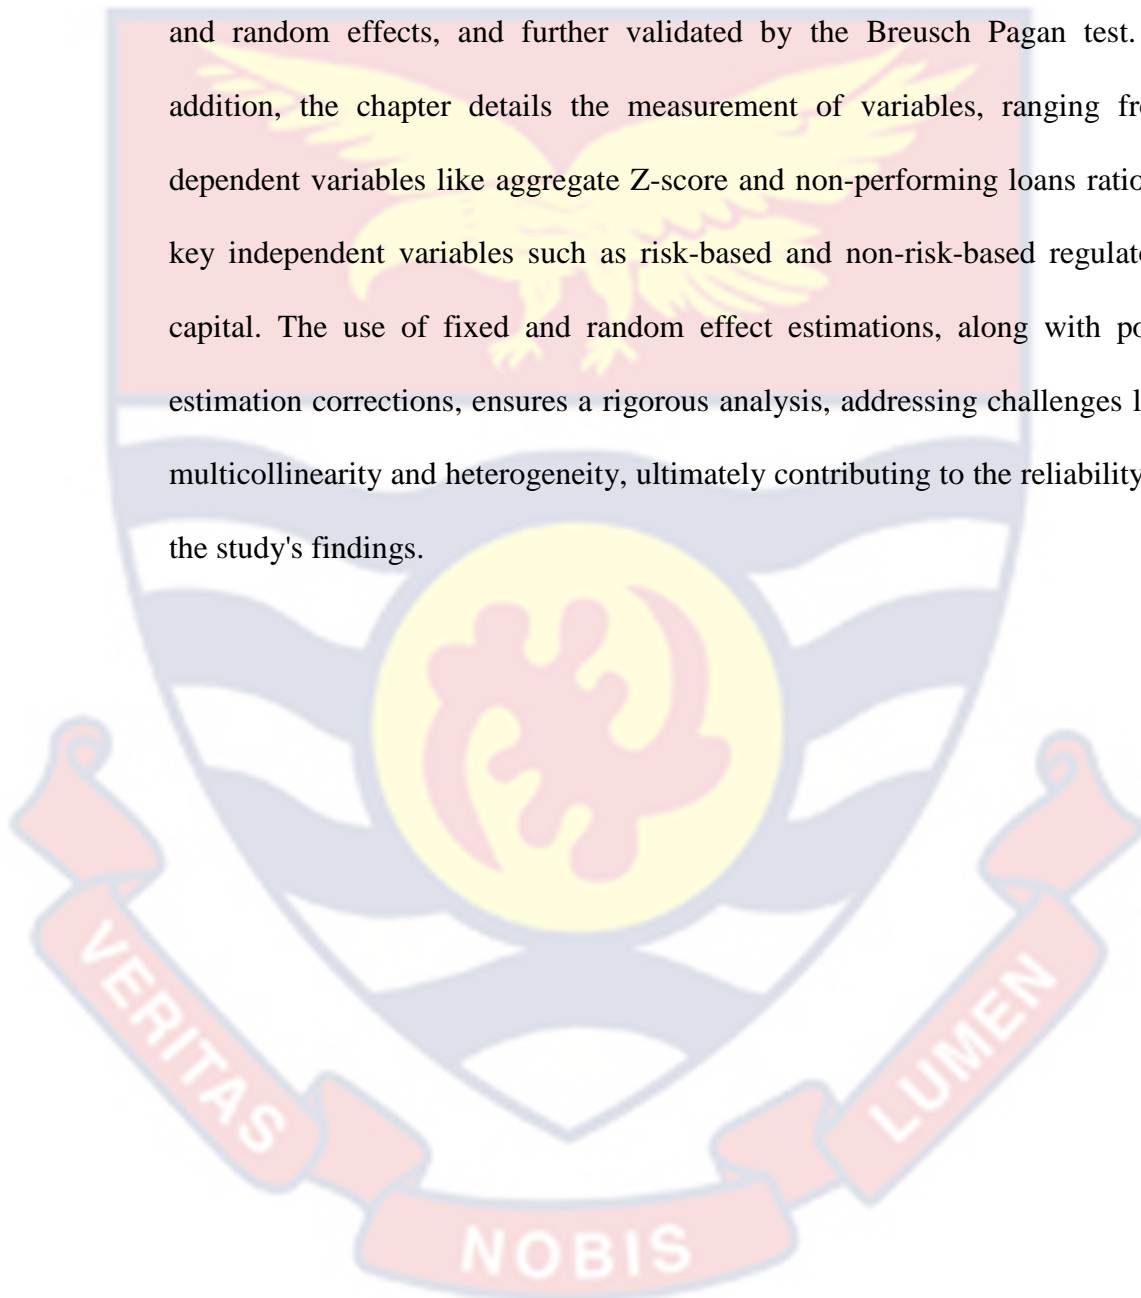 and random effects, and further validated by the Breusch Pagan test.
addition, the chapter details the measurement of variables, ranging
dependent variables like aggregate Z-score and non-performing loans ratio
key independent variables such as risk-based and non-risk-based
capital. The use of fixed and random effect estimations, along with
estimation corrections, ensures a rigorous analysis, addressing challenges
multicollinearity and heterogeneity, ultimately contributing to the reliability
the study's findings.
VERITAS
NOBIS
LUMEN